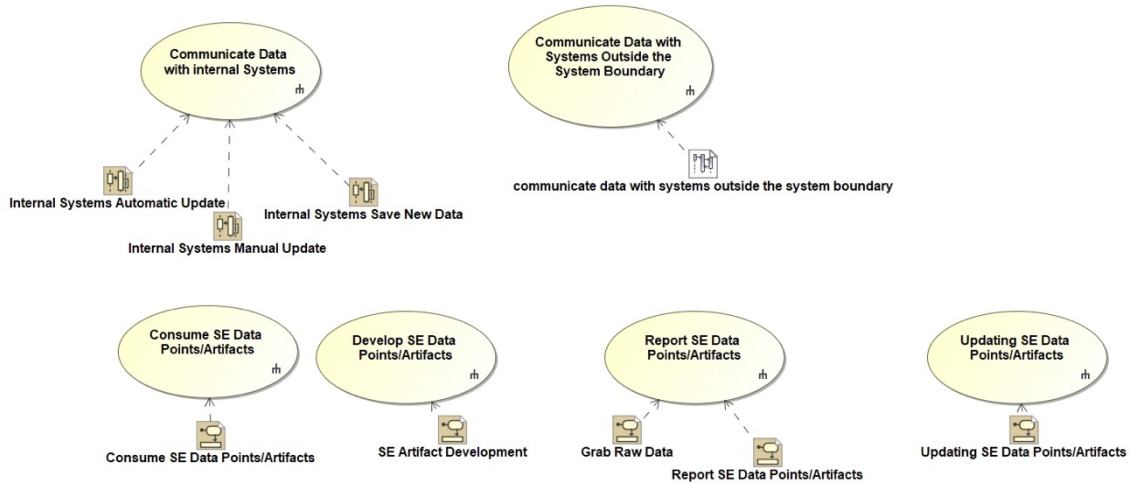 Communicate Data
with internal Systems
Communicate Data with
Systems Outside the
System Boundary
Internal Systems Automatic Update
Internal Systems Manual Update
Internal Systems Save New Data
communicate data with systems outside the system boundary
Consume SE Data
Points/Artifacts
Develop SE Data
Points/Artifacts
Report SE Data
Points/Artifacts
Updating SE Data
Points/Artifacts
Consume SE Data Points/Artifacts
SE Artifact Development
Grab Raw Data
Report SE Data Points/Artifacts
Updating SE Data Points/Artifacts